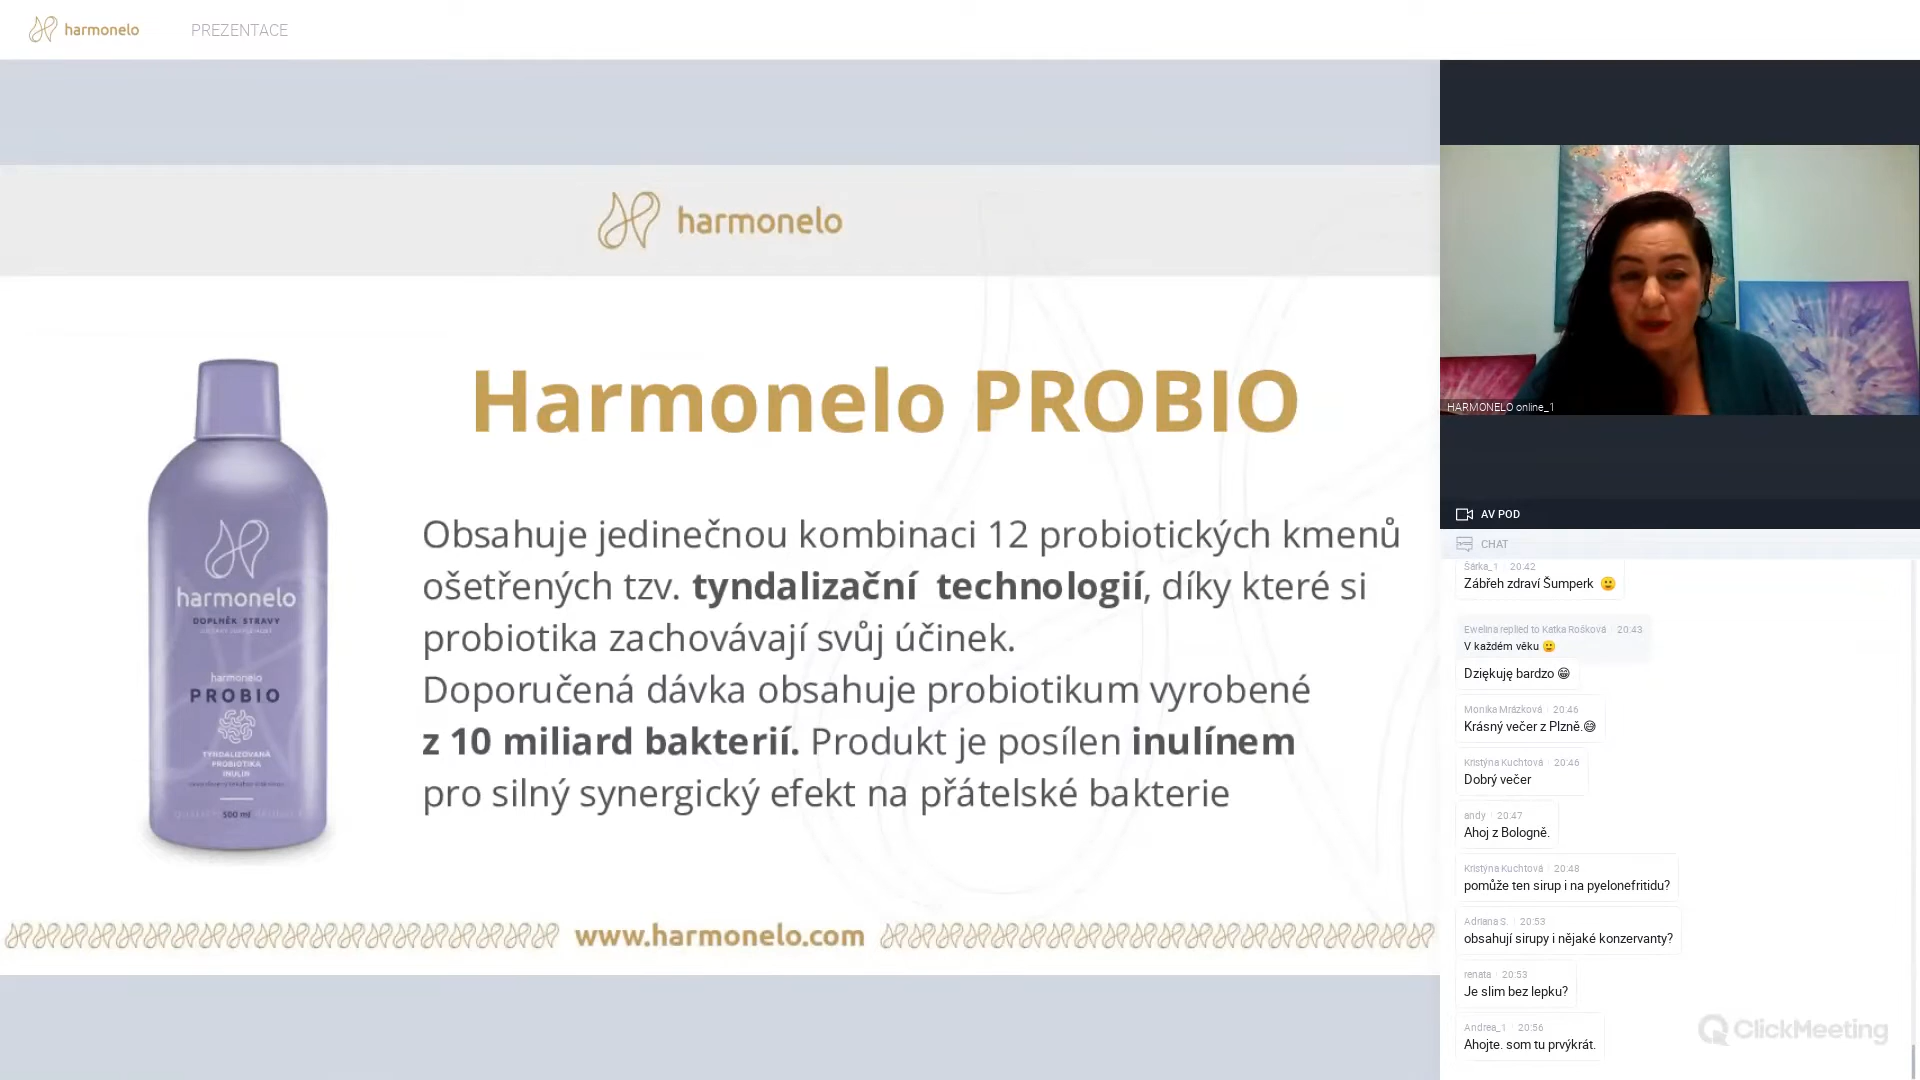 harmonelo
PREZENTACE
harmonelo
Harmonelo PROBIO
Obsahuje jedinečnou kombinaci 12 probiotických kmenů
ošetřených tzv. tyndalizační technologií, díky které si
probiotika zachovávají svůj účinek.
Doporučená dávka obsahuje probiotikum vyrobené
z 10 miliard bakterií. Produkt je posílen inulínem
pro silný synergický efekt na přátelské bakterie
harmonelo
DOPLNĚK STRAVY
harmonelo
PROBIO
TYNDALIZOVANÁ
PROBIOTIKA
INULIN
500 ml
www.harmonelo.com
HARMONELO online_1
AV POD
CHAT
Šárka_1 20:42
Zábřeh zdraví Šumperk 🙂
Ewelina replied to Katka Rošková 20:43
V každém věku 🙂
Dziękuję bardzo 😁
Monika Mrázková 20:46
Krásný večer z Plzně.😅
Kristýna Kuchtová 20:46
Dobrý večer
andy 20:47
Ahoj z Bologně.
Kristýna Kuchtová 20:48
pomůže ten sirup i na pyelonefritidu?
Adriana S. 20:53
obsahují sirupy i nějaké konzervanty?
renata 20:53
Je slim bez lepku?
Andrea_1 20:56
Ahojte. som tu prvýkrát.
ClickMeeting